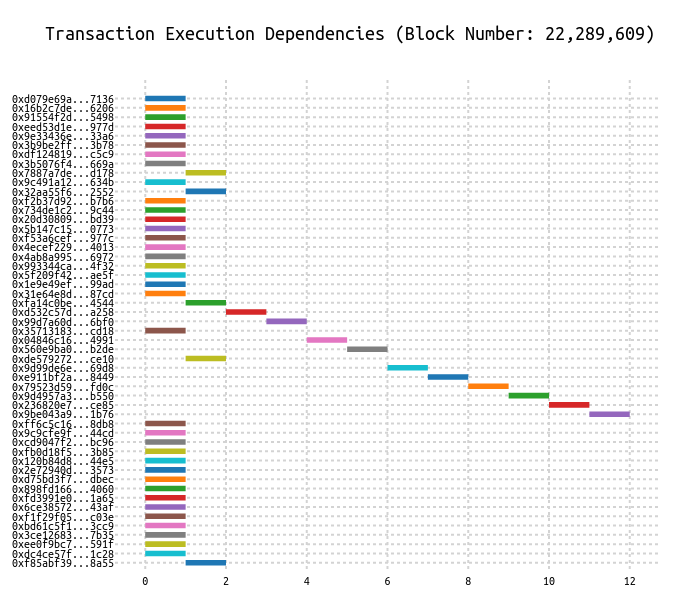 Transaction Execution Dependencies (Block Number: 22,289,609)
0xd079e69a...7136
0x16b2c7de...6206
0x91554f2d...5498
0xeed53d1e...977d
0x9e33436e...33a6
0x3b9be2ff...3b78
0xdf124819...c5c9
0x3b5076f4...669a
0x7887a7de...d178
0x9c491a12...634b
0x32aa55f6...2552
0xf2b37d92...b7b6
0x734de1c2...9c44
0x20d30809...bd39
0x5b147c15...0773
0xf53a6cef...977c
0x4ecef229...4013
0x4ab8a995...6972
0x993344ca...4f32
0x5f209f42...ae5f
0x1e9e49ef...99ad
0x31e64e8d...87cd
0xfa14c0be...4544
0xd532c57d...a258
0x99d7a60d...6bf0
0x35713183...cd18
0x04846c16...4991
0x560e9ba0...b2de
0xde579272...ce10
0x9d99de6e...69d8
0xe911bf2a...8449
0x79523d59...fd0c
0x9d4957a3...b550
0x236820e7...ce85
0x9be043a9...1b76
0xff6c5c16...8db8
0x9c9cfe9f...44cd
0xcd9047f2...bc96
0xfb0d18f5...3b85
0x120b84d8...44e5
0x2e72940d...3573
0xd75bd3f7...dbec
0x898fd166...4060
0xfd3991e0...1a65
0x6ce38572...43af
0xf1f29f05...c03e
0xbd61c5f1...3cc9
0x3ce12683...7b35
0xee0f9bc7...591f
0xdc4ce57f...1c28
0xf85abf39...8a55
0 2 4 6 8 10 12